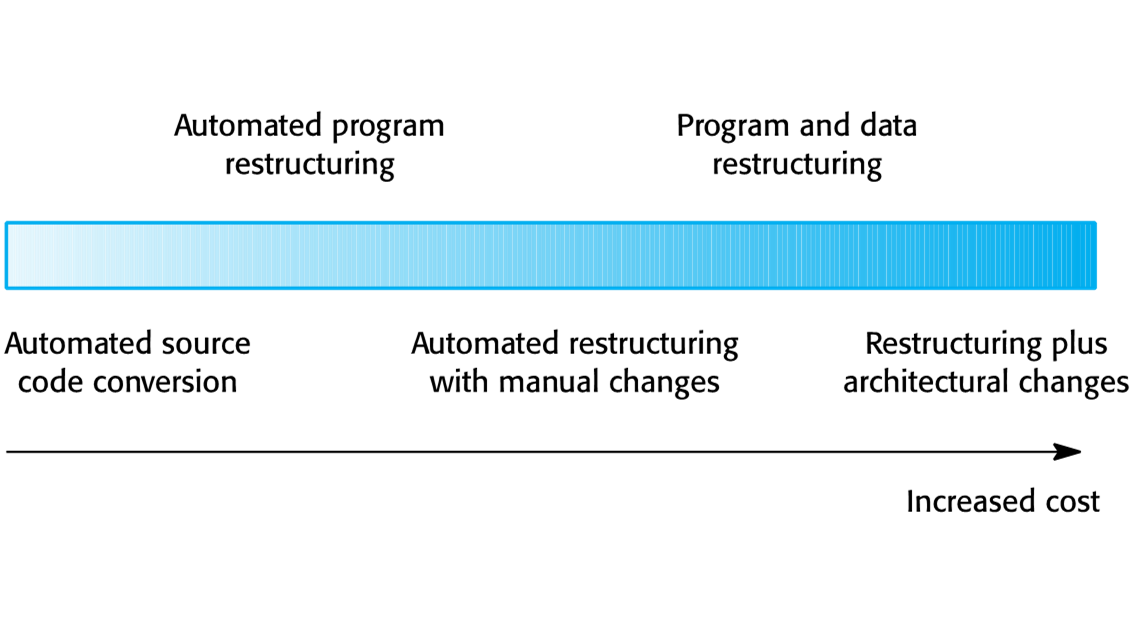 Automated program
restructuring
Program and data
restructuring
Automated source
code conversion
Automated restructuring
with manual changes
Restructuring plus
architectural changes
Increased cost